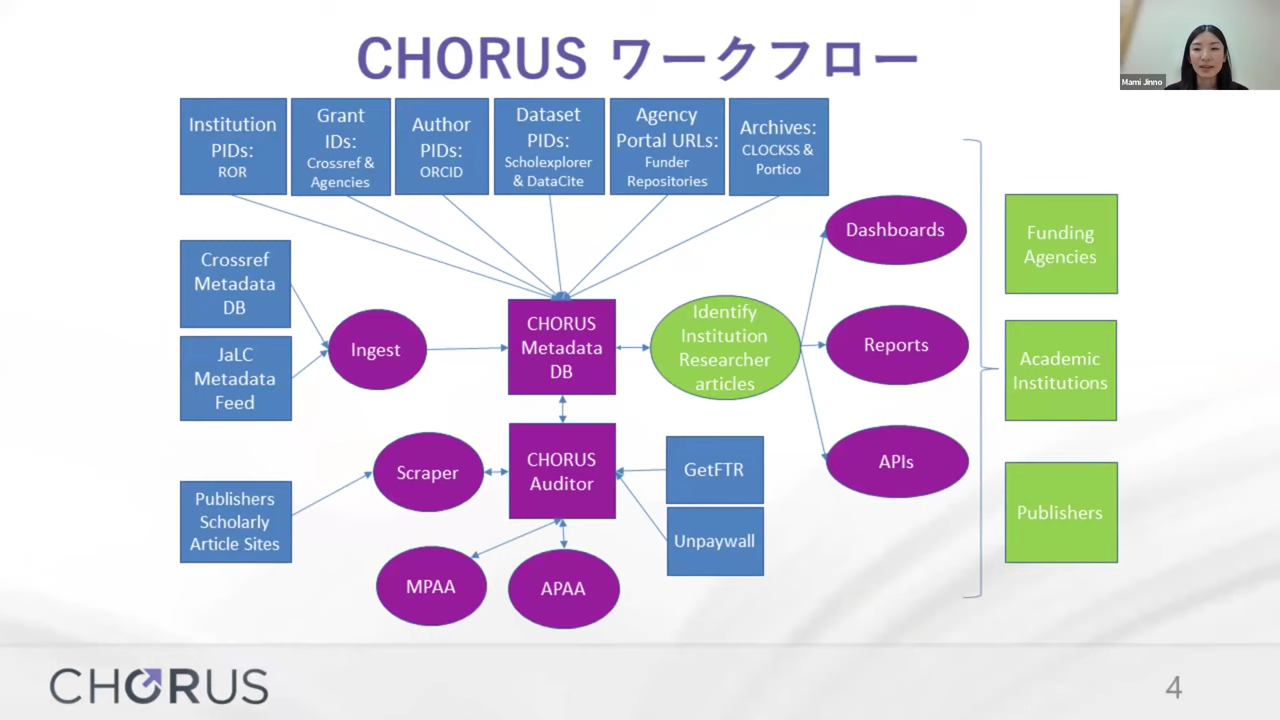 CHORUS ワークフロー
Mami Jinno
Institution
PIDs:
ROR
Grant
IDs:
Crossref &
Agencies
Author
PIDs:
ORCID
Dataset
PIDs:
Scholexplorer
& DataCite
Agency
Portal URLs:
Funder
Repositories
Archives:
CLOCKSS &
Portico
Crossref
Metadata
DB
JaLC
Metadata
Feed
Ingest
CHORUS
Metadata
DB
Identify
Institution
Researcher
articles
Dashboards
Reports
APIs
Funding
Agencies
Academic
Institutions
Publishers
Publishers
Scholarly
Article Sites
Scraper
CHORUS
Auditor
GetFTR
Unpaywall
MPAA
APAA
CHORUS
4